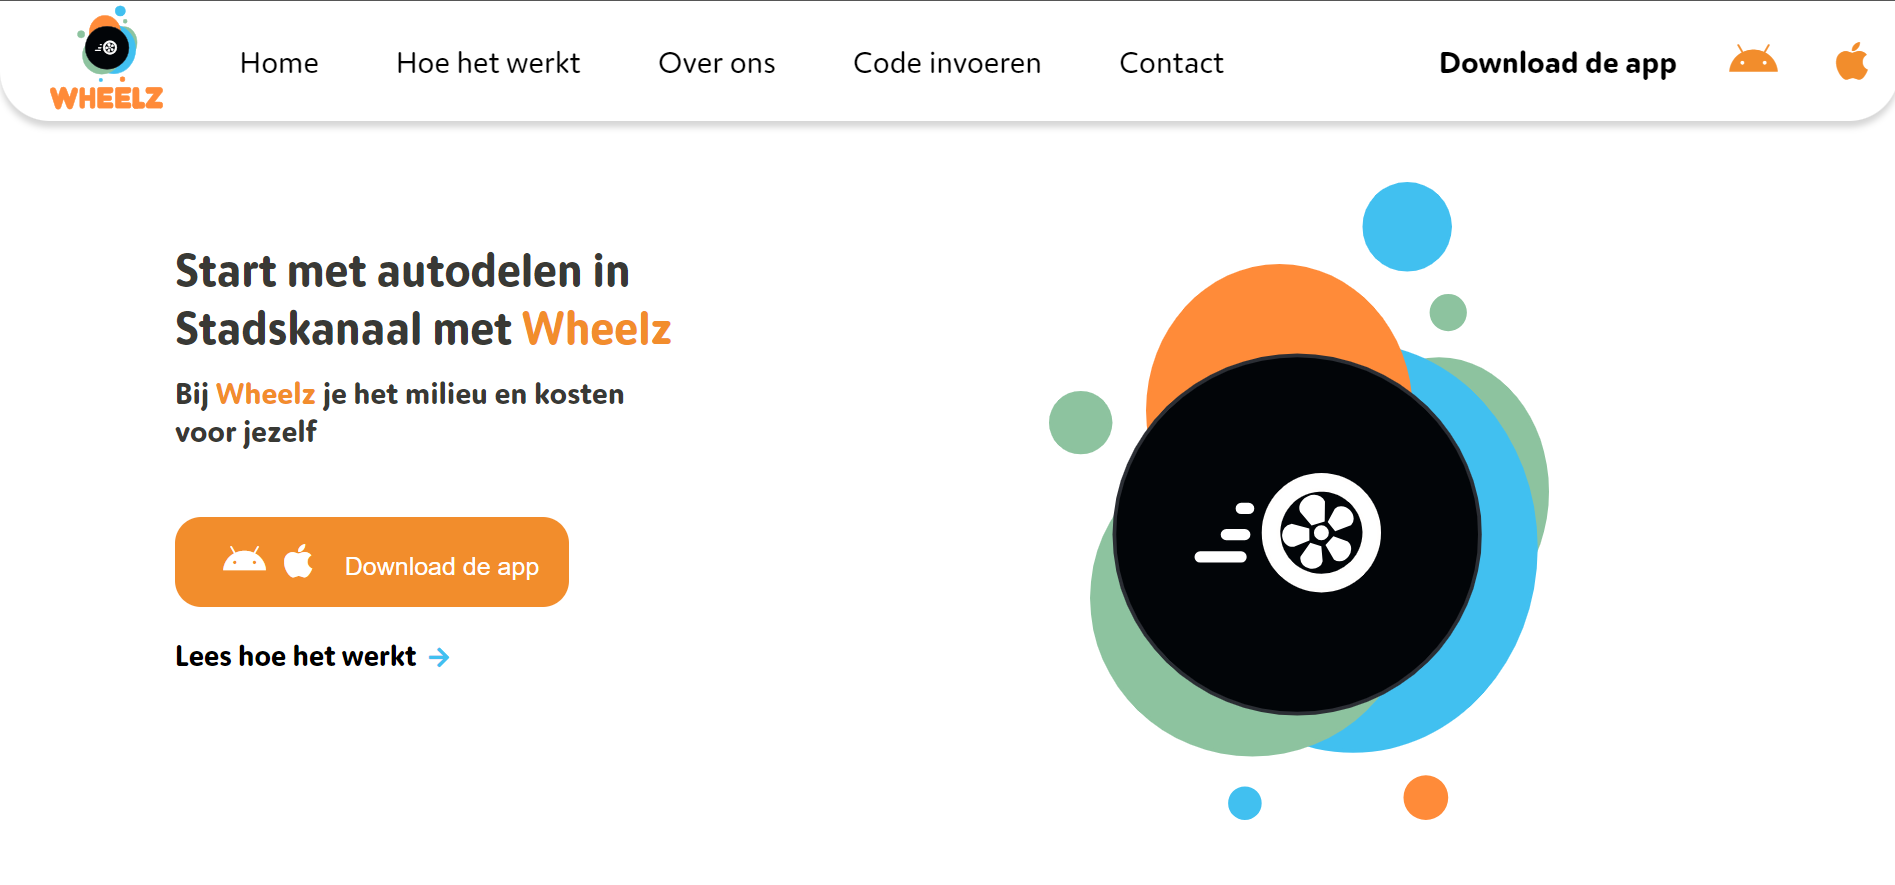 WHEELZ
Home
Hoe het werkt
Over ons
Code invoeren
Contact
Download de app
Start met autodelen in
Stadskanaal met Wheelz
Bij Wheelz je het milieu en kosten
voor jezelf
Download de app
Lees hoe het werkt →